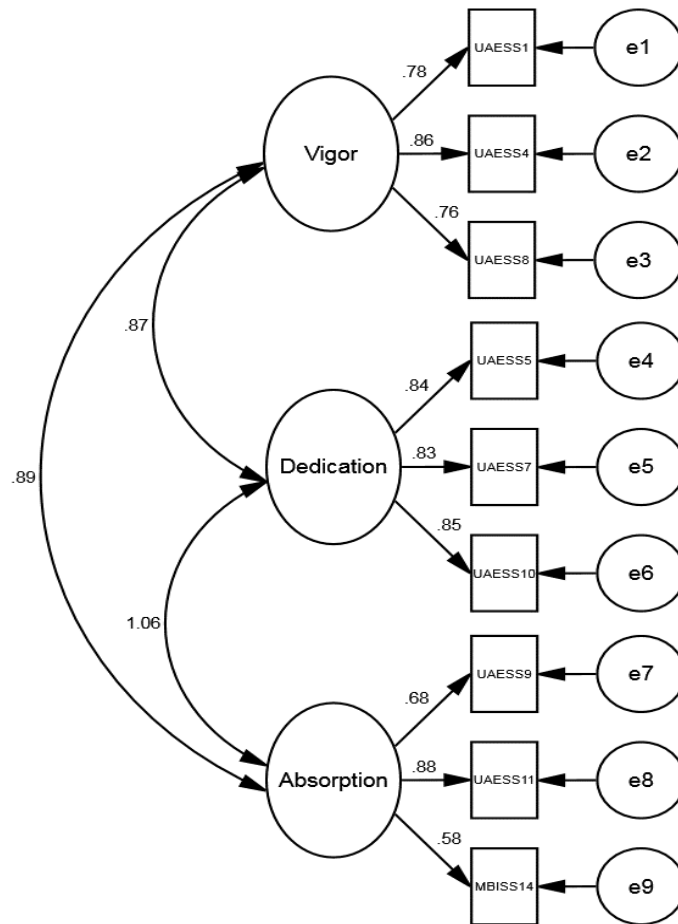 UAESS1
e1
.78
Vigor
.86
UAESS4
e2
.76
UAESS8
e3
.87
UAESS5
e4
.84
Dedication
.83
UAESS7
e5
.89
.85
UAESS10
e6
1.06
UAESS9
e7
.68
Absorption
.88
UAESS11
e8
.58
MBISS14
e9